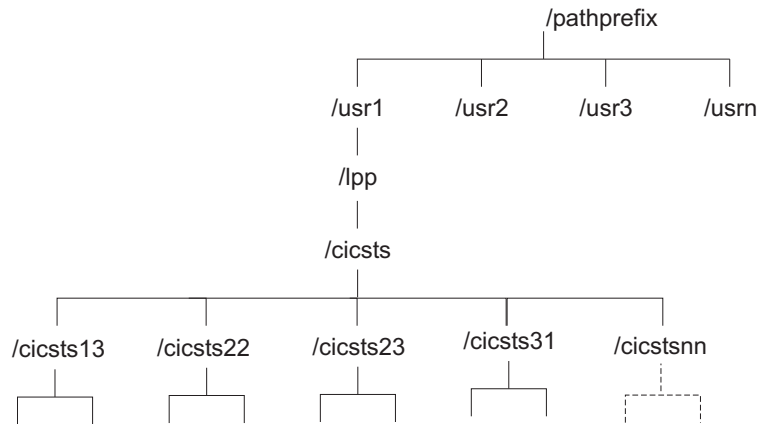 /pathprefix
/usr1 /usr2 /usr3 /usrn
/lpp
/cicsts
/cicsts13 /cicsts22 /cicsts23 /cicsts31 /cicstsnn